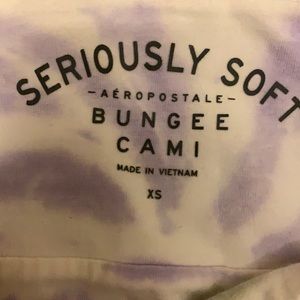 SERIOUSLY SOFT
-AÉROPOSTALE-
BUNGEE
CAMI
MADE IN VIETNAM
XS